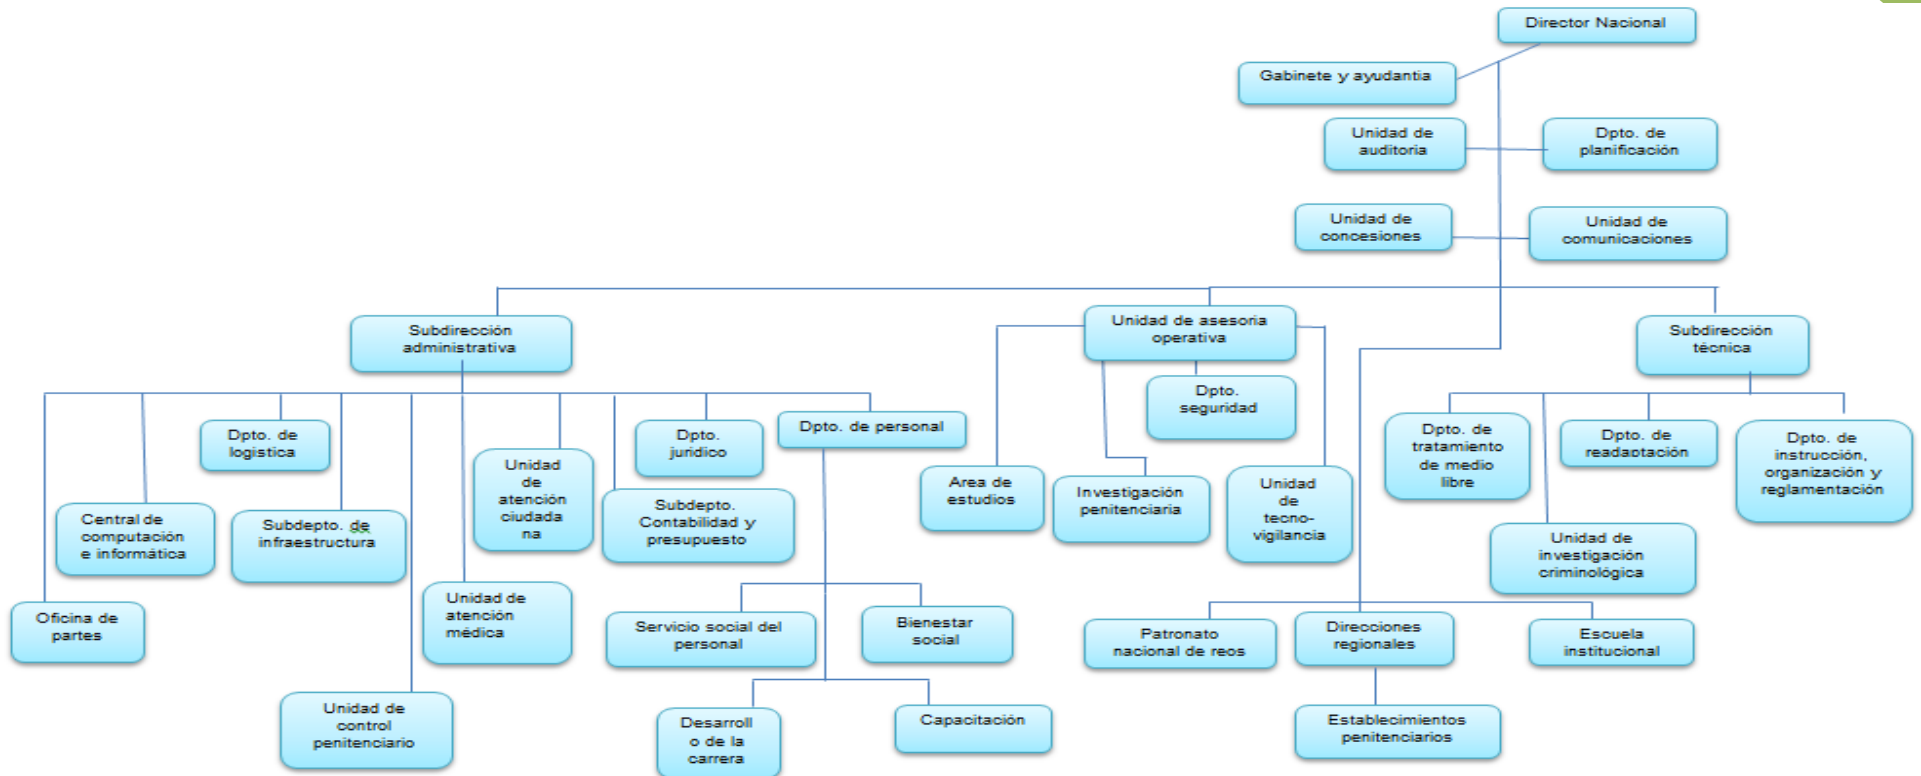 Director Nacional
Gabinete y ayudantia
Unidad de
auditoria
Dpto. de
planificación
Unidad de
concesiones
Unidad de
comunicaciones
Subdirección
administrativa
Unidad de asesoria
operativa
Subdirección
técnica
Dpto. de
logistica
Dpto.
juridico
Dpto. de personal
Dpto.
seguridad
Dpto. de
tratamiento
de medio
libre
Dpto. de
readaptación
Dpto. de
instrucción,
organización y
reglamentación
Central de
computación
e informática
Subdepto. de
infraestructura
Unidad
de
atención
ciudada
na
Subdepto.
Contabilidad y
presupuesto
Area de
estudios
Investigación
penitenciaria
Unidad
de
tecno-
vigilancia
Unidad de
investigación
criminológica
Oficina de
partes
Unidad de
atención
médica
Servicio social del
personal
Bienestar
social
Patronato
nacional de reos
Direcciones
regionales
Escuela
institucional
Unidad de
control
penitenciario
Desarroll
o de la
carrera
Capacitación
Establecimientos
penitenciarios